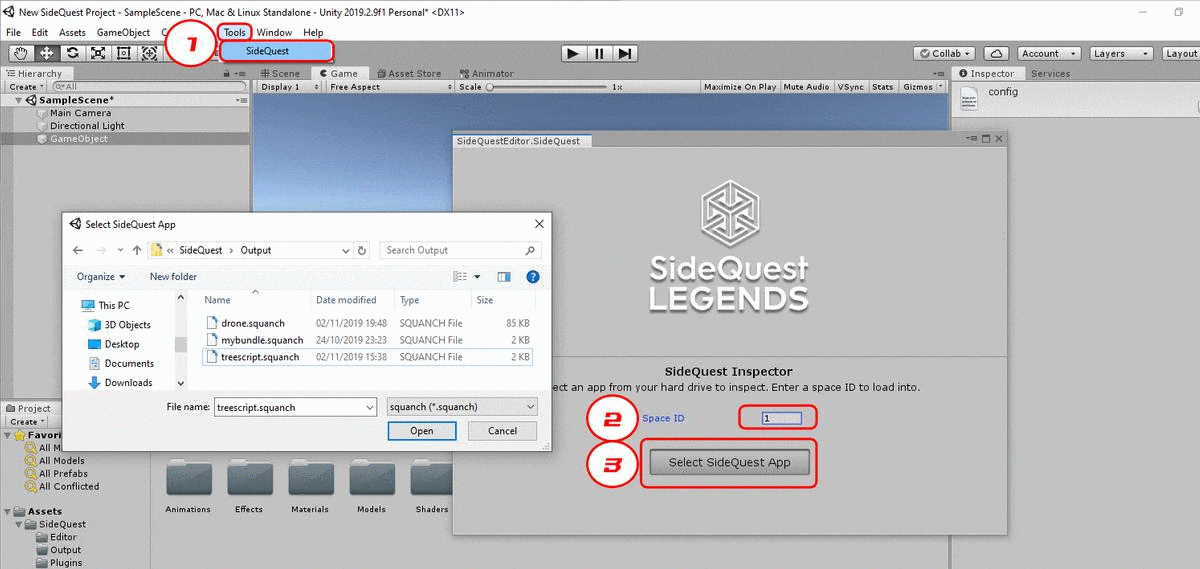 New SideQuest Project - SampleScene - PC, Mac & Linux Standalone - Unity 2019.2.9f1 Personal* <DX11>
File Edit Assets GameObject Tools Window Help
1
SideQuest
Collab Account Layers Layout
Hierarchy
Scene Game Asset Store Animator
Inspector Services
Create All
Display 1 Free Aspect Scale 1x Maximize On Play Mute Audio VSync Stats Gizmos
config
SampleScene*
Main Camera
Directional Light
GameObject
SideQuestEditor.SideQuest
SideQuest
LEGENDS
SideQuest Inspector
ect an app from your hard drive to inspect. Enter a space ID to load into.
2 Space ID 1
3 Select SideQuest App
Select SideQuest App
« SideQuest › Output Search Output
Organize New folder
Name Date modified Type Size
This PC
3D Objects
Desktop
Documents
Downloads
drone.squanch 02/11/2019 19:48 SQUANCH File 85 KB
mybundle.squanch 24/10/2019 23:23 SQUANCH File 2 KB
treescript.squanch 02/11/2019 15:38 SQUANCH File 2 KB
File name: treescript.squanch squanch (*.squanch)
Open Cancel
Project
Create
Favori
All M
All Models
All Prefabs
All Conflicted
Assets
SideQuest
Editor
Output
Plugins
Animations Effects Materials Models Shaders